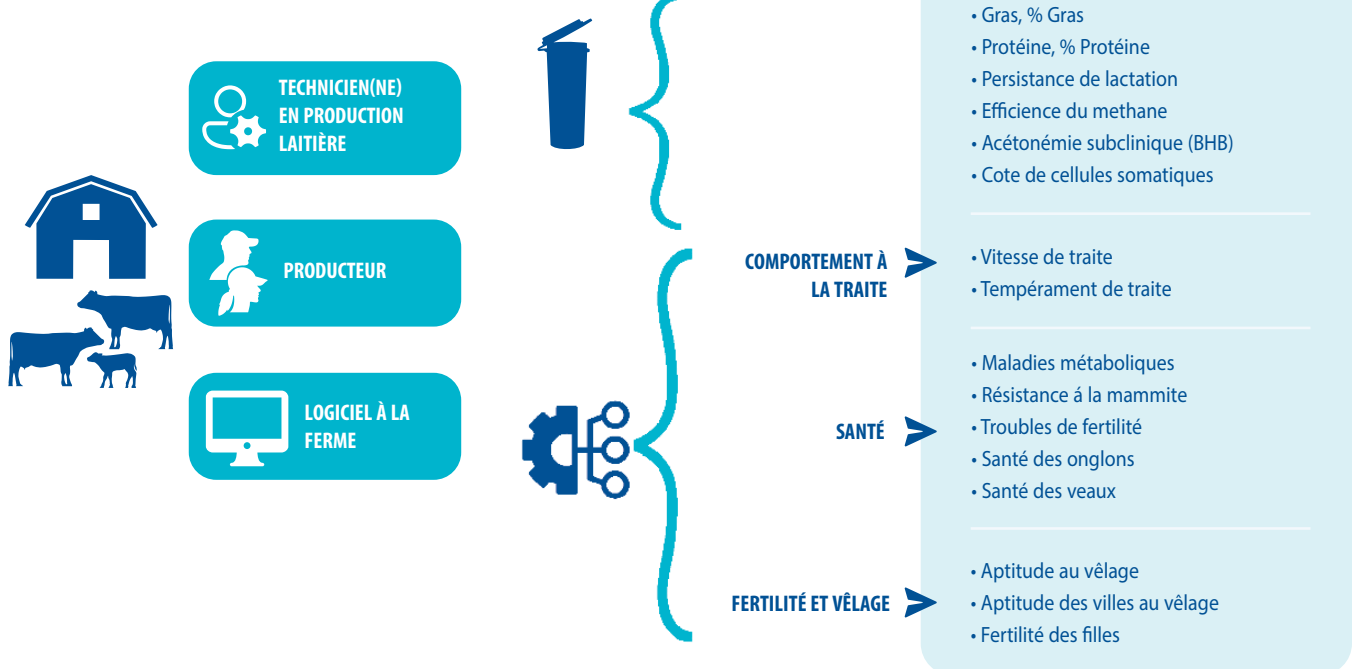 TECHNICIEN(NE)
EN PRODUCTION
LAITIÈRE
PRODUCTEUR
LOGICIEL À LA
FERME
• Gras, % Gras
• Protéine, % Protéine
• Persistance de lactation
• Efficience du methane
• Acétonémie subclinique (BHB)
• Cote de cellules somatiques
COMPORTEMENT À
LA TRAITE
• Vitesse de traite
• Tempérament de traite
SANTÉ
• Maladies métaboliques
• Résistance á la mammite
• Troubles de fertilité
• Santé des onglons
• Santé des veaux
FERTILITÉ ET VÊLAGE
• Aptitude au vêlage
• Aptitude des villes au vêlage
• Fertilité des filles